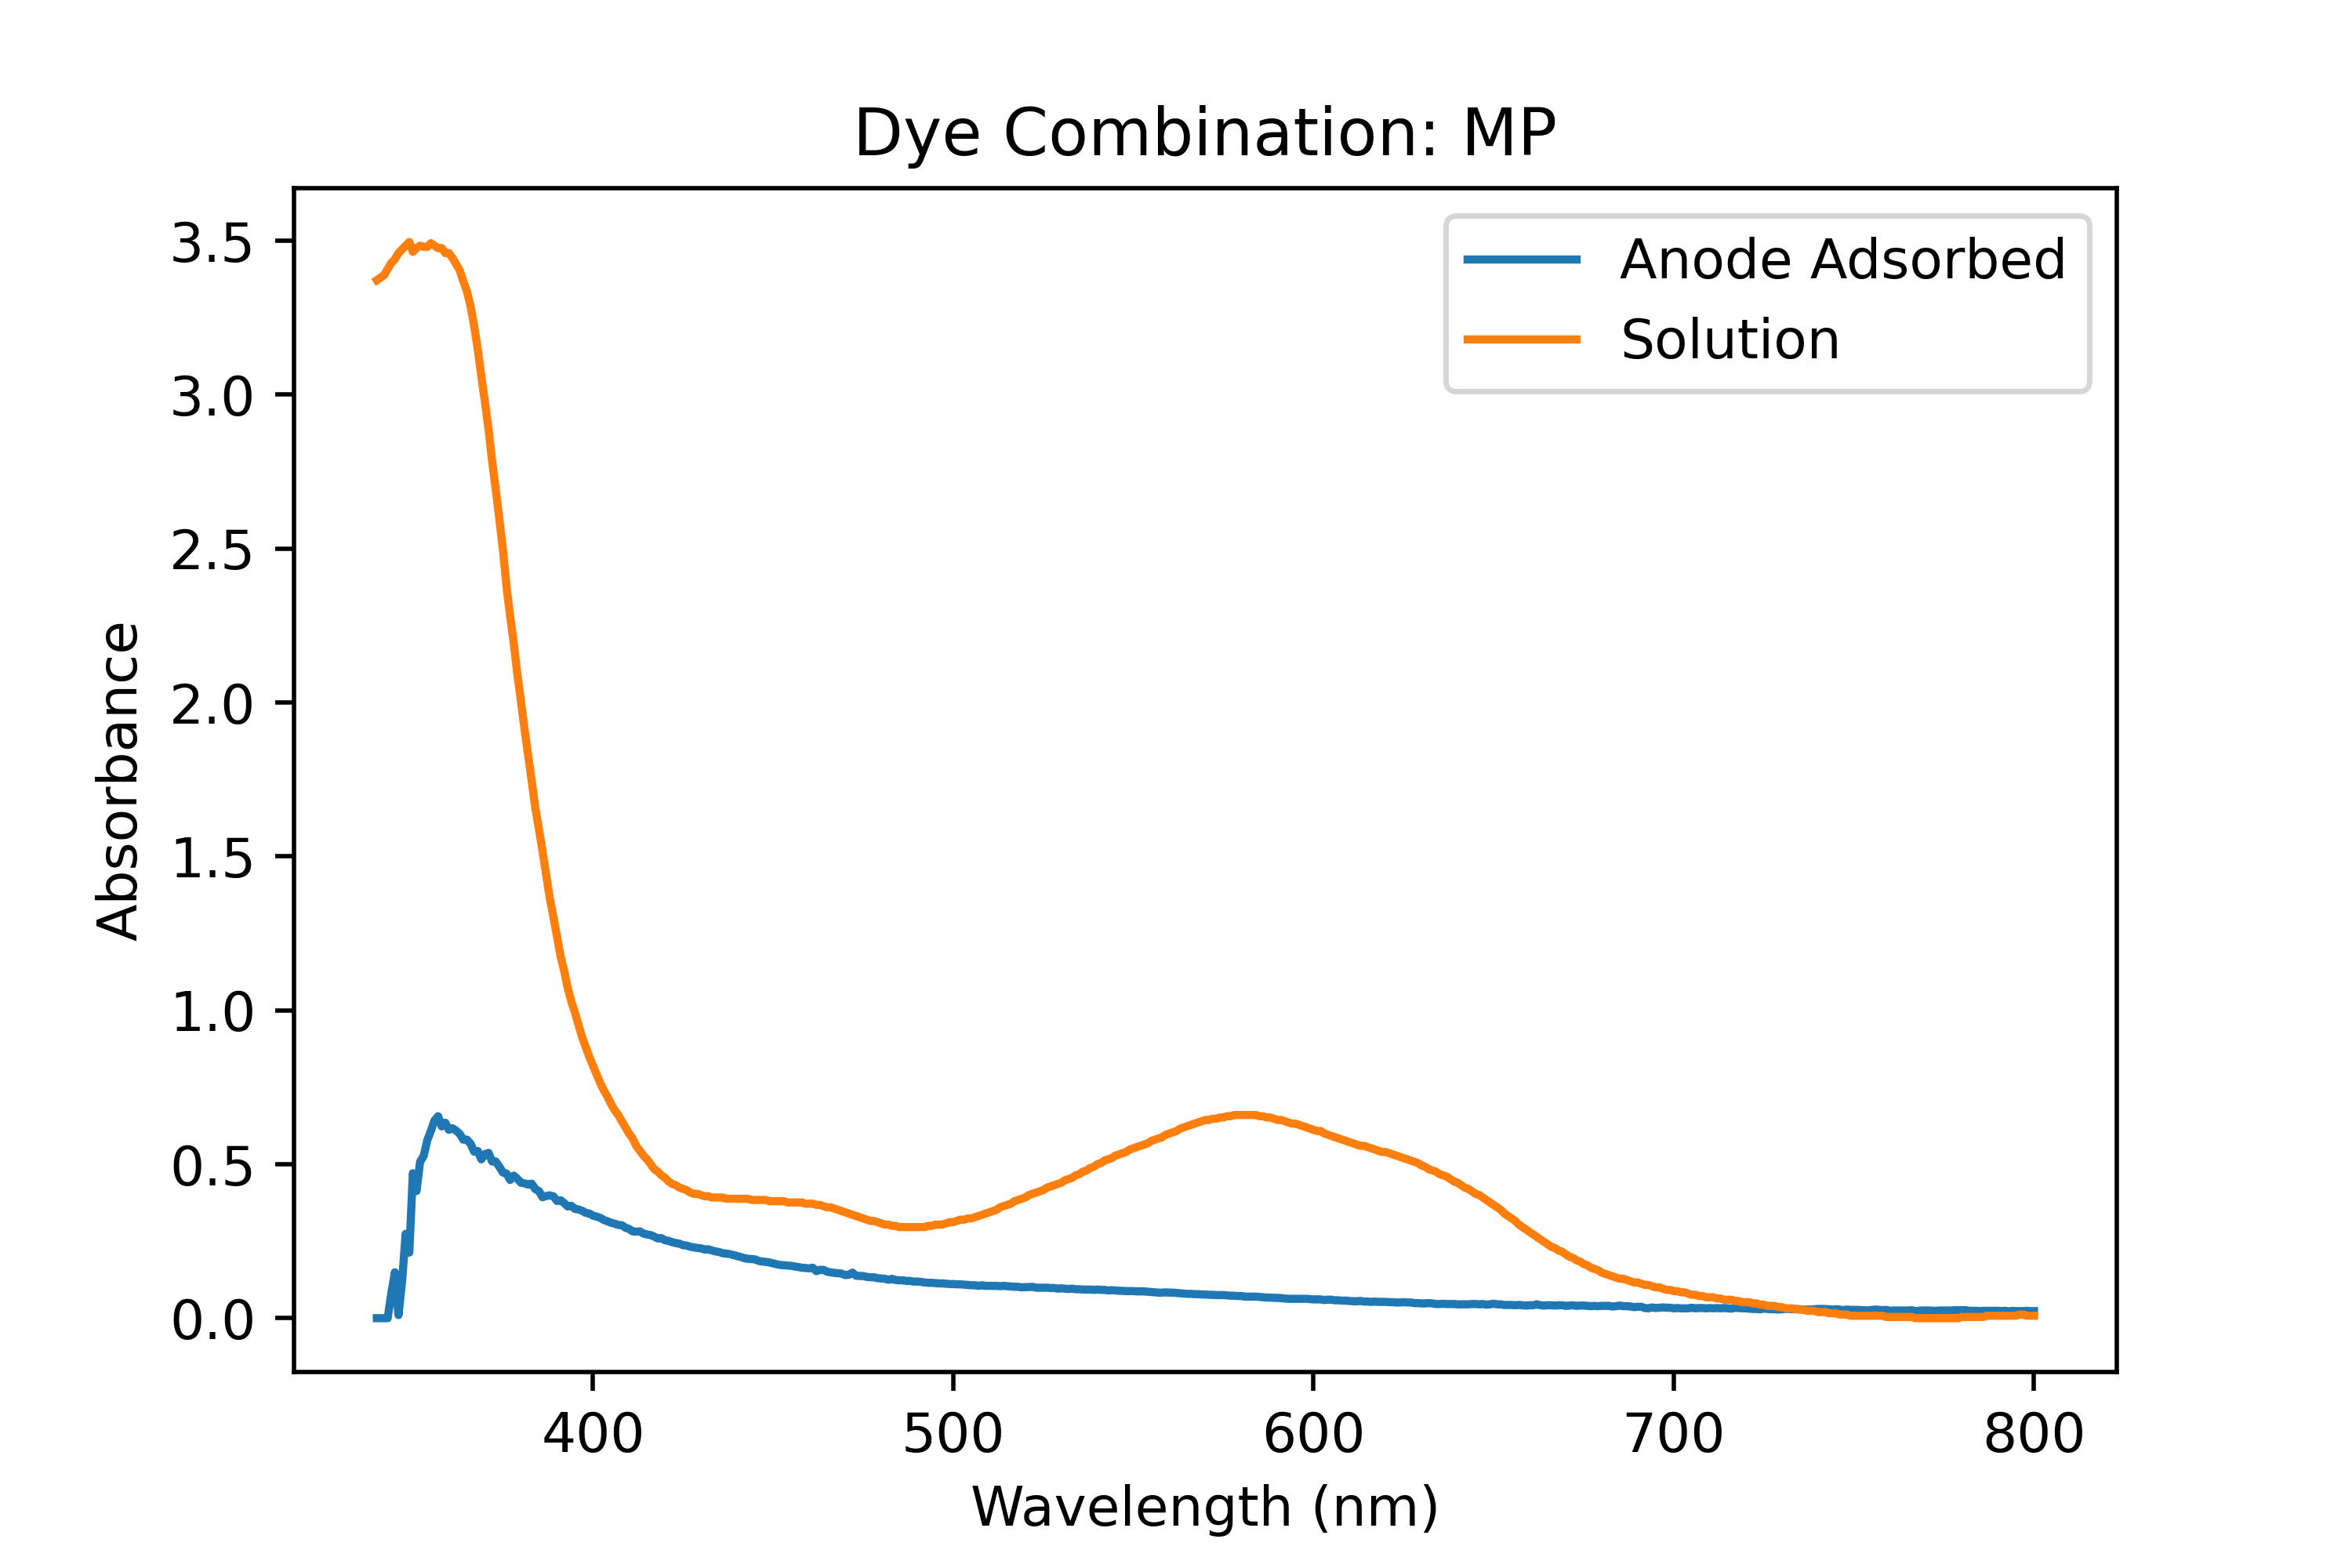 Dye Combination: MP
Anode Adsorbed
Solution
3.5
3.0
2.5
2.0
1.5
1.0
0.5
0.0
Absorbance
400 500 600 700 800
Wavelength (nm)